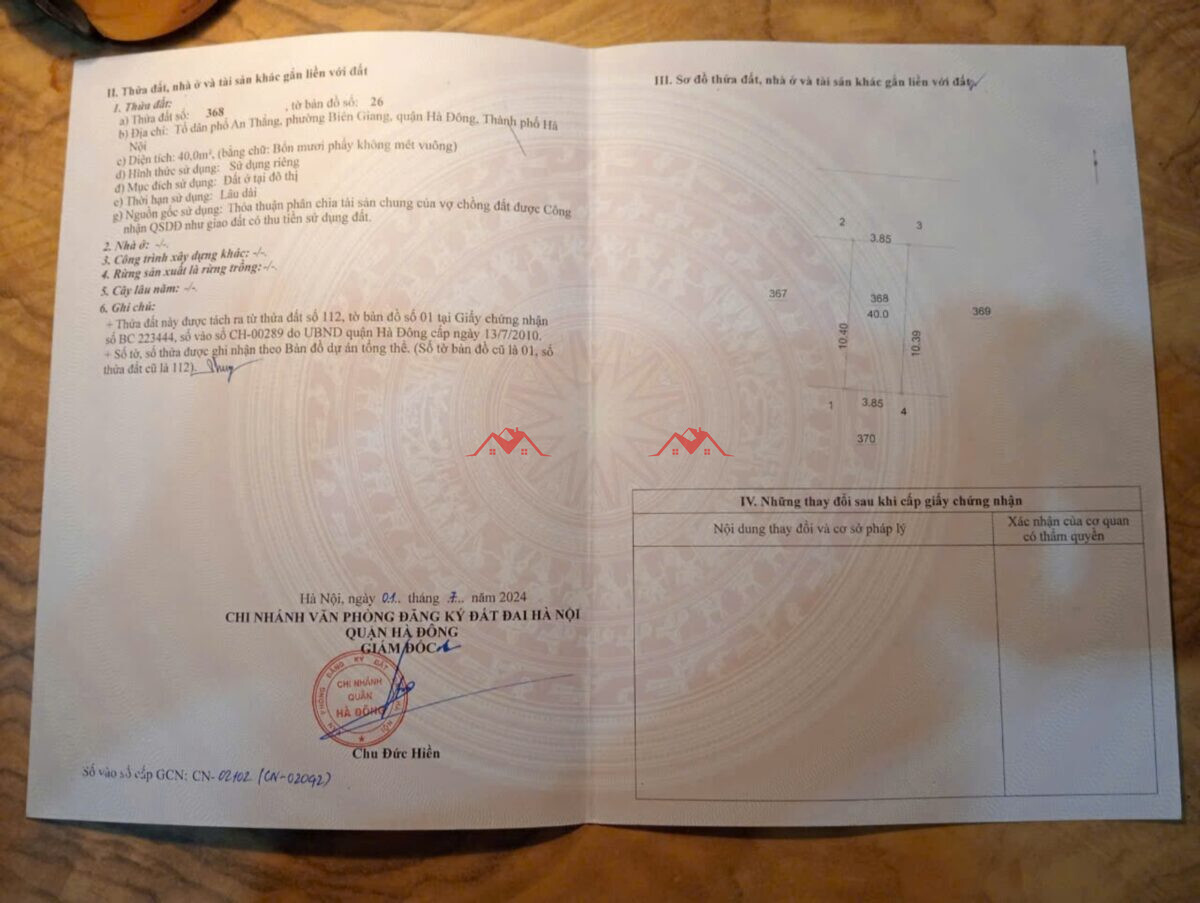 II. Thửa đất, nhà ở và tài sản khác gắn liền với đất
1. Thửa đất:
a) Thửa đất số: 368 , tờ bản đồ số: 26
b) Địa chỉ: Tổ dân phố An Thắng, phường Biên Giang, quận Hà Đông, Thành phố Hà
Nội
c) Diện tích: 40,0m², (bằng chữ: Bốn mươi phẩy không mét vuông)
d) Hình thức sử dụng: Sử dụng riêng
đ) Mục đích sử dụng: Đất ở tại đô thị
e) Thời hạn sử dụng: Lâu dài
g) Nguồn gốc sử dụng: Thỏa thuận phân chia tài sản chung của vợ chồng đất được Công
nhận QSDĐ như giao đất có thu tiền sử dụng đất.
2. Nhà ở: -/-.
3. Công trình xây dựng khác: -/-.
4. Rừng sản xuất là rừng trồng: -/-.
5. Cây lâu năm: -/-.
6. Ghi chú:
+ Thửa đất này được tách ra từ thửa đất số 112, tờ bản đồ số 01 tại Giấy chứng nhận
số BC 223444, số vào sổ CH-00289 do UBND quận Hà Đông cấp ngày 13/7/2010.
+ Số tờ, số thửa được ghi nhận theo Bản đồ dự án tổng thể. (Số tờ bản đồ cũ là 01, số
thửa đất cũ là 112).
Hà Nội, ngày 01.. tháng .7.. năm 2024
CHI NHÁNH VĂN PHÒNG ĐĂNG KÝ ĐẤT ĐAI HÀ NỘI
QUẬN HÀ ĐÔNG
GIÁM ĐỐC
CHI NHÁNH
QUẬN
HÀ ĐÔNG
Chu Đức Hiền
Số vào sổ cấp GCN: CN-02102 (CN-02092)
III. Sơ đồ thửa đất, nhà ở và tài sản khác gắn liền với đất
2
3
3.85
367
368
40.0
369
10.40
10.39
1
3.85
4
370
IV. Những thay đổi sau khi cấp giấy chứng nhận
Nội dung thay đổi và cơ sở pháp lý
Xác nhận của cơ quan
có thẩm quyền